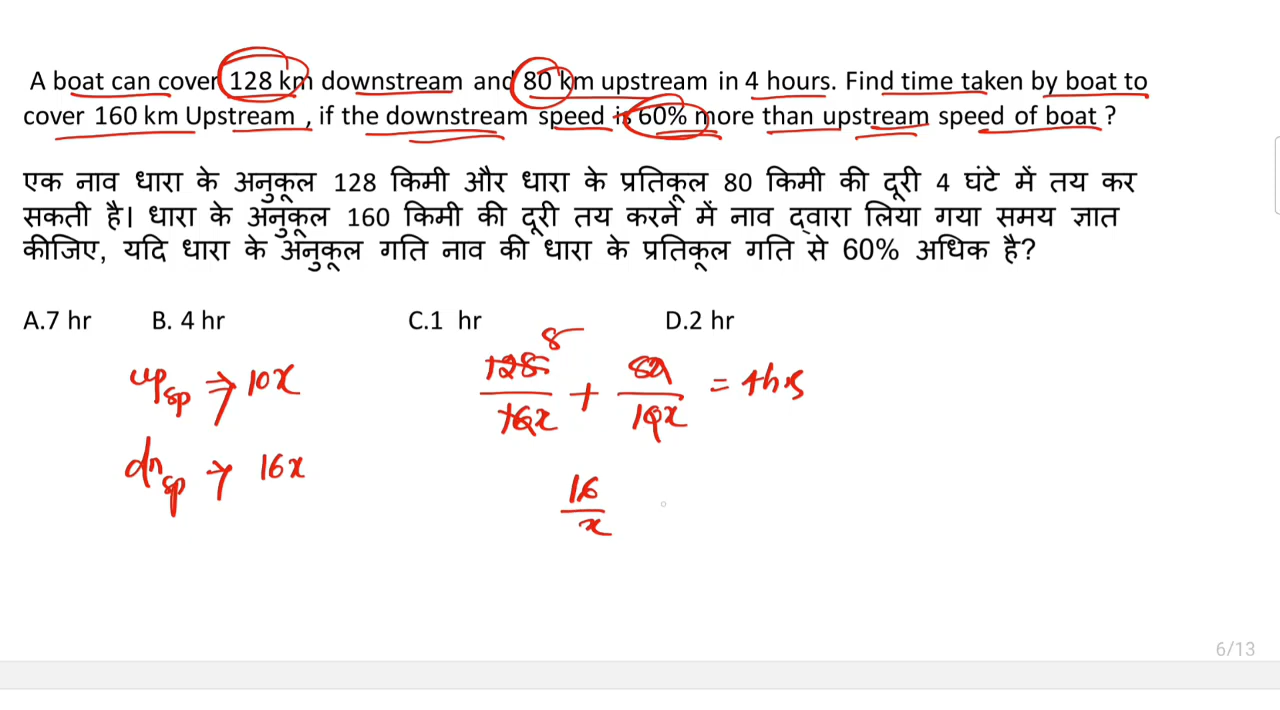 A boat can cover 128 km downstream and 80 km upstream in 4 hours. Find time taken by boat to
cover 160 km Upstream , if the downstream speed is 60% more than upstream speed of boat ?
एक नाव धारा के अनुकूल 128 किमी और धारा के प्रतिकूल 80 किमी की दूरी 4 घंटे में तय कर
सकती है। धारा के अनुकूल 160 किमी की दूरी तय करने में नाव द्वारा लिया गया समय ज्ञात
कीजिए, यदि धारा के अनुकूल गति नाव की धारा के प्रतिकूल गति से 60% अधिक है?
A.7 hr B. 4 hr C.1 hr D.2 hr
8
up sp ⇒ 10x
128/16x + 80/10x = 4hrs
dn sp ⇒ 16x
16/x
6/13